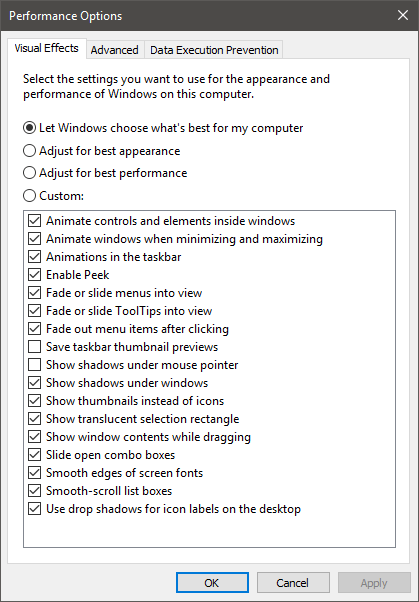 Performance Options
Visual Effects Advanced Data Execution Prevention
Select the settings you want to use for the appearance and
performance of Windows on this computer.
Let Windows choose what's best for my computer
Adjust for best appearance
Adjust for best performance
Custom:
Animate controls and elements inside windows
Animate windows when minimizing and maximizing
Animations in the taskbar
Enable Peek
Fade or slide menus into view
Fade or slide ToolTips into view
Fade out menu items after clicking
Save taskbar thumbnail previews
Show shadows under mouse pointer
Show shadows under windows
Show thumbnails instead of icons
Show translucent selection rectangle
Show window contents while dragging
Slide open combo boxes
Smooth edges of screen fonts
Smooth-scroll list boxes
Use drop shadows for icon labels on the desktop
OK Cancel Apply